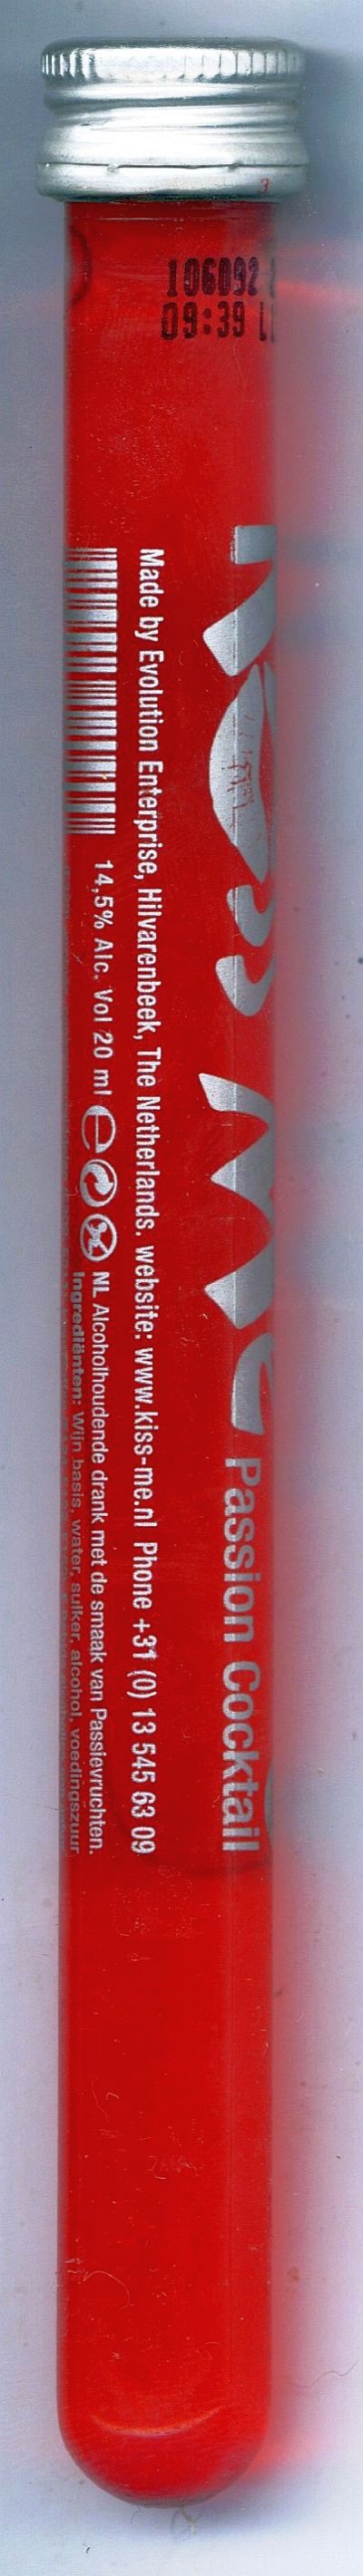 106092
09:39 L
Kiss Me Passion Cocktail
Made by Evolution Enterprise, Hilvarenbeek, The Netherlands. website: www.kiss-me.nl Phone +31 (0) 13 545 63 09
14,5% Alc. Vol 20 ml e
NL Alcoholhoudende drank met de smaak van Passievruchten.
Ingrediënten: Wijn basis, water, suiker, alcohol, voedingszuur